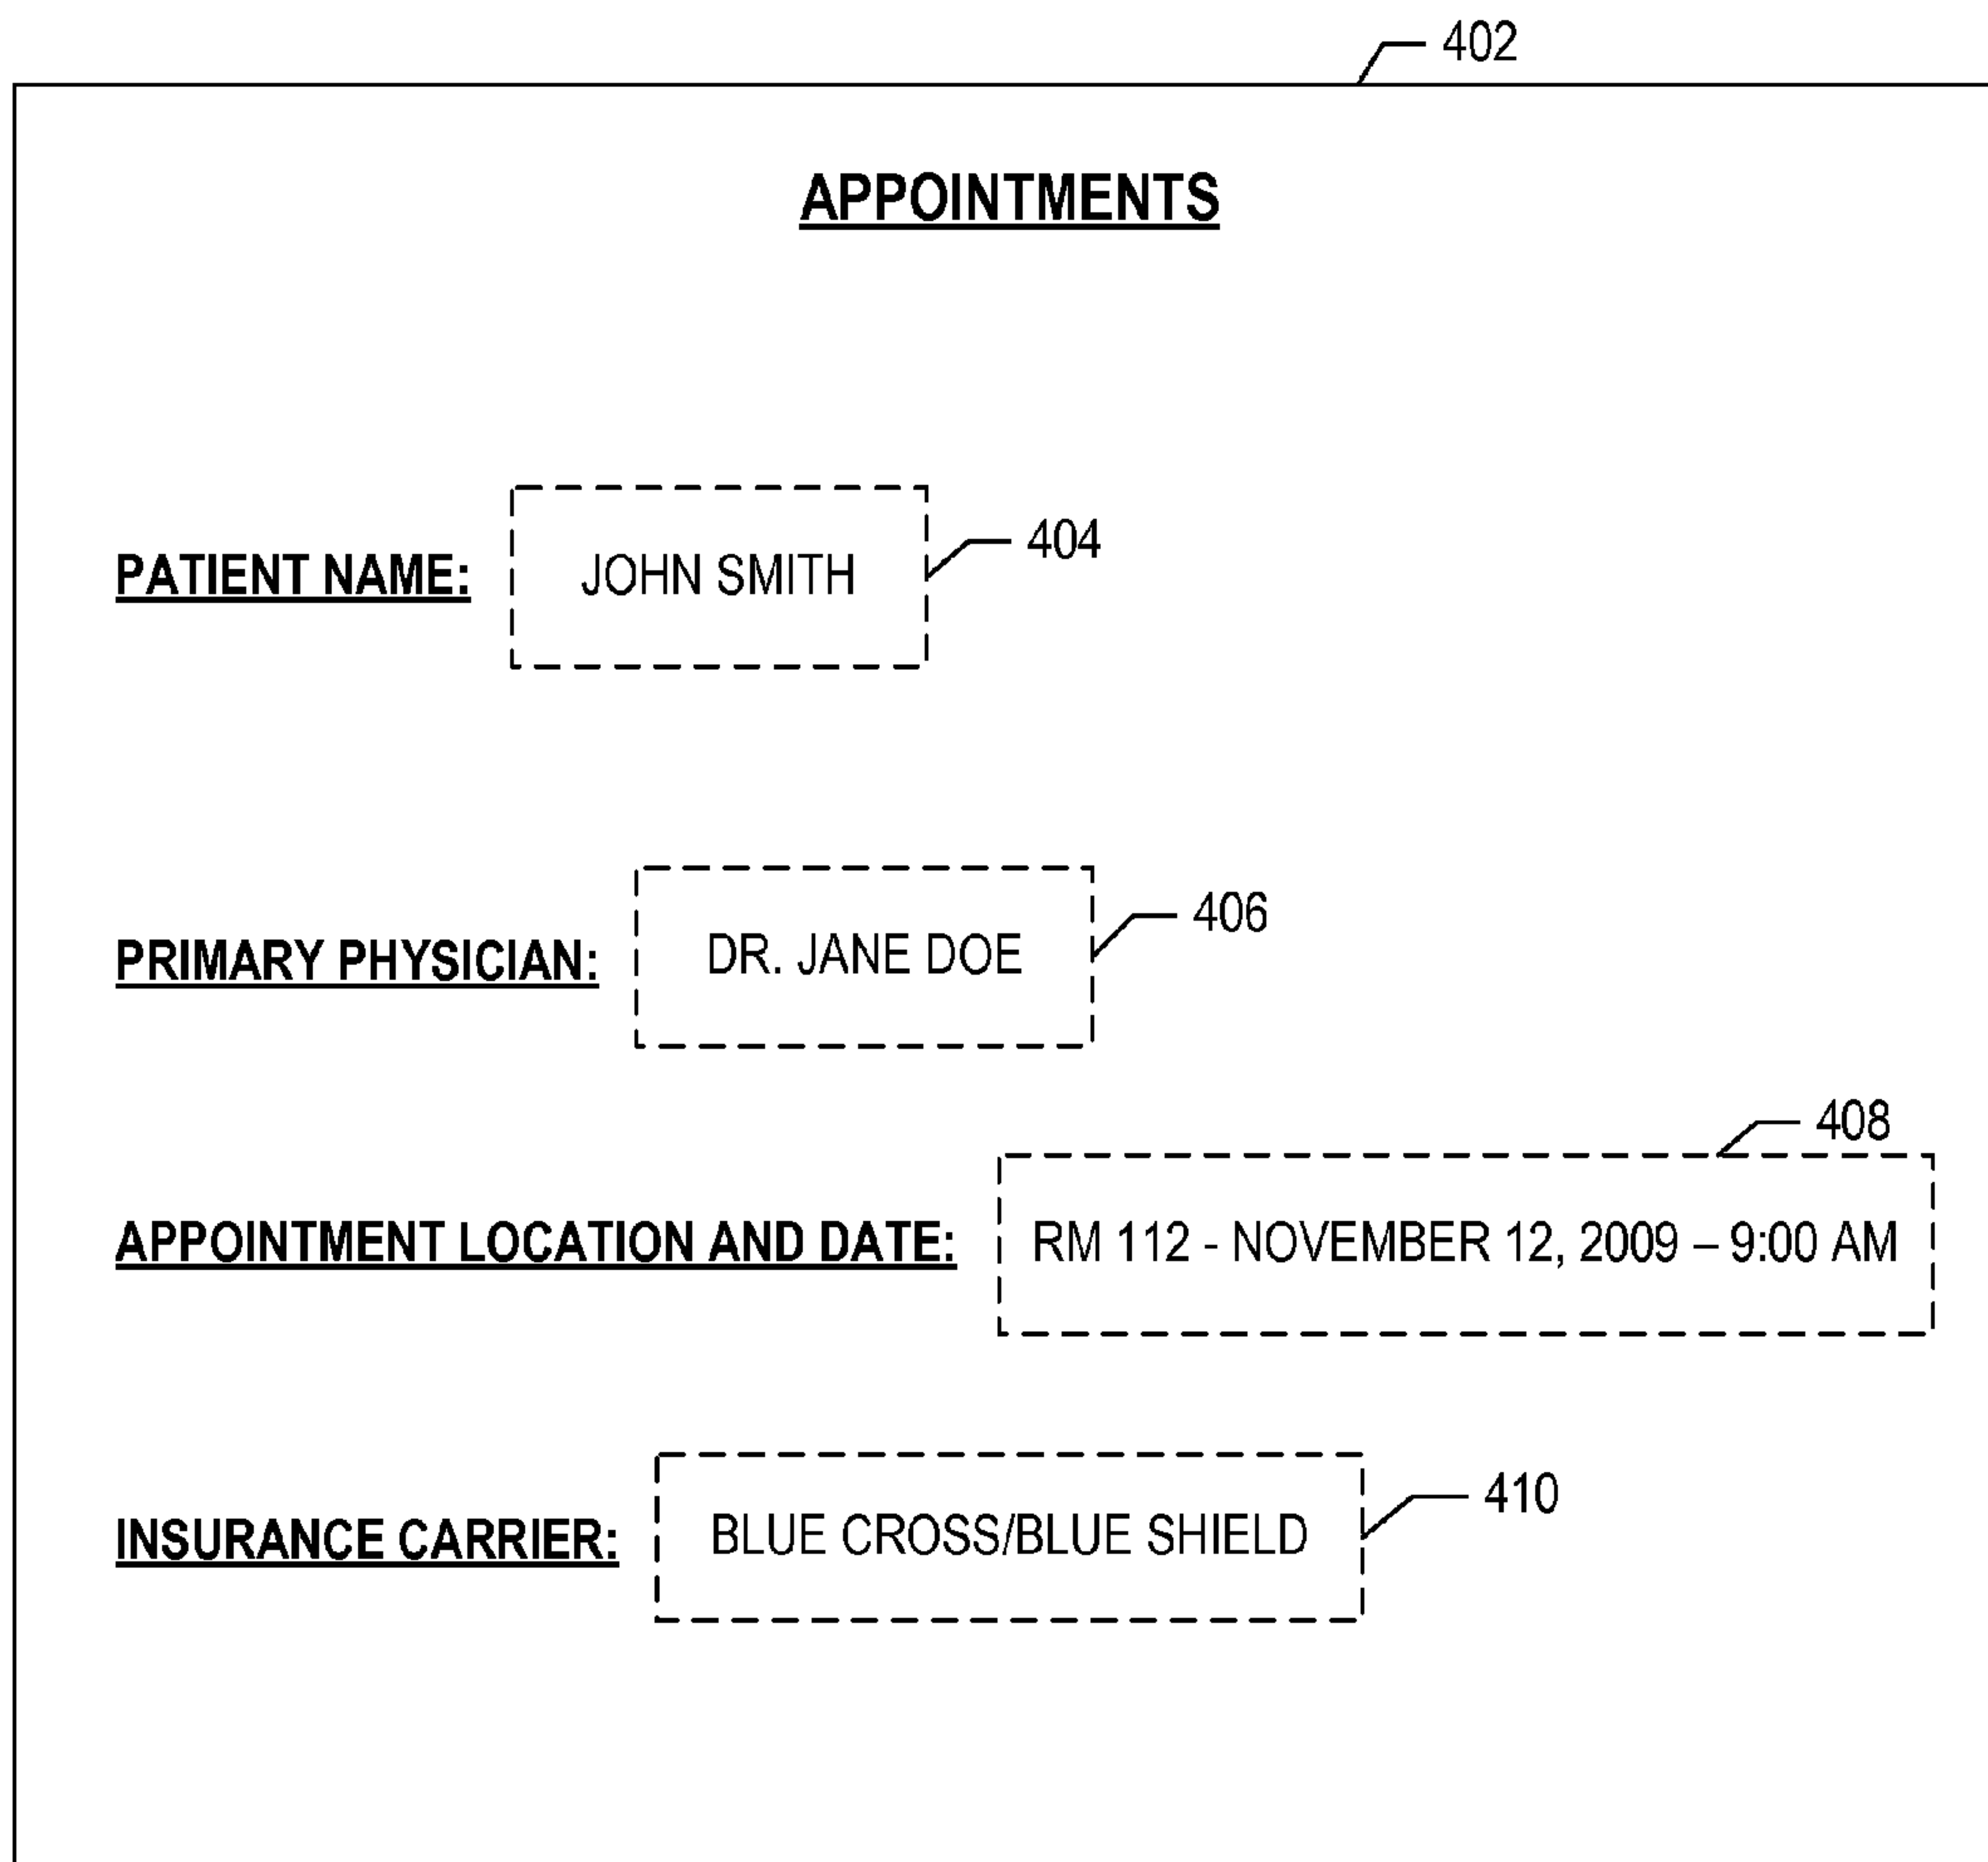 402
APPOINTMENTS
PATIENT NAME: JOHN SMITH 404
PRIMARY PHYSICIAN: DR. JANE DOE 406
408
APPOINTMENT LOCATION AND DATE: RM 112 - NOVEMBER 12, 2009 – 9:00 AM
INSURANCE CARRIER: BLUE CROSS/BLUE SHIELD 410